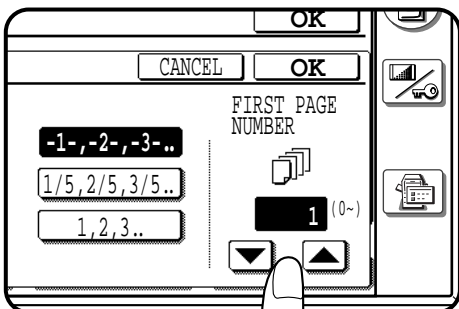 OK
CANCEL
OK
FIRST PAGE
NUMBER
-1-,-2-,-3-..
1/5,2/5,3/5..
1,2,3..
1
(0~)